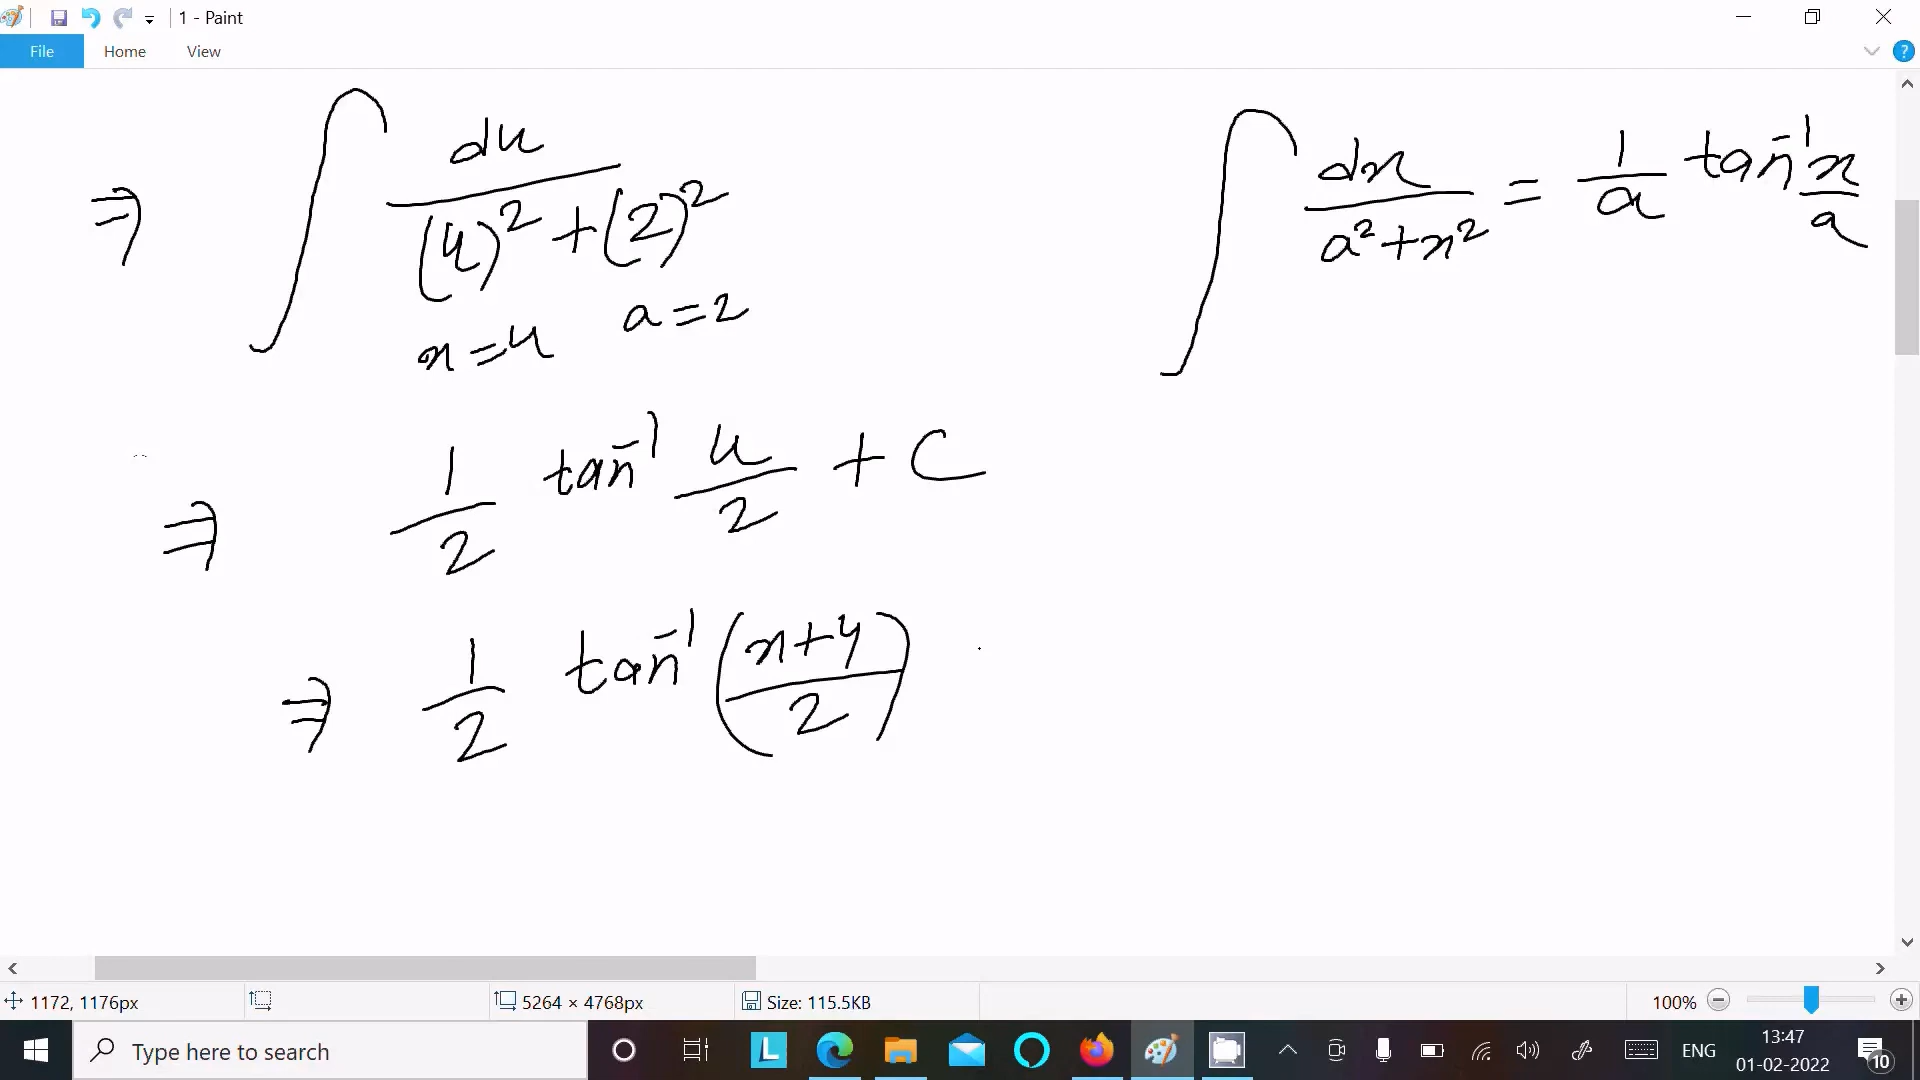 1 - Paint
File Home View
⇒ ∫ du / (u)² + (2)²
x = u a = 2
∫ dx / a² + x² = 1/a tan⁻¹ x/a
⇒ 1/2 tan⁻¹ u/2 + C
⇒ 1/2 tan⁻¹ (x+4 / 2)
1172, 1176px 5264 × 4768px Size: 115.5KB 100%
Type here to search
ENG
13:47
01-02-2022
10